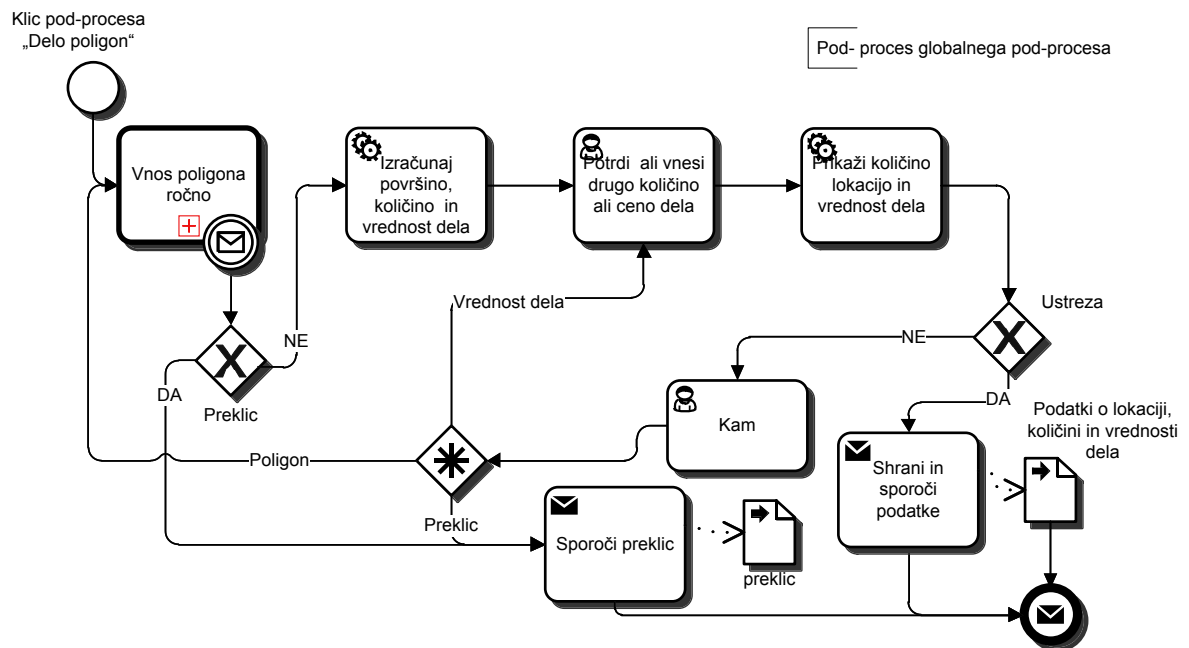 Klic pod-procesa
„Delo poligon“
Pod- proces globalnega pod-procesa
Vnos poligona
ročno
Izračunaj
površino,
količino in
vrednost dela
Potrdi ali vnesi
drugo količino
ali ceno dela
Prikaži količino
lokacijo in
vrednost dela
Vrednost dela
Ustreza
NE
NE
DA
Preklic
DA
Kam
Podatki o lokaciji,
količini in vrednosti
dela
Poligon
Shrani in
sporoči
podatke
Preklic
Sporoči preklic
preklic